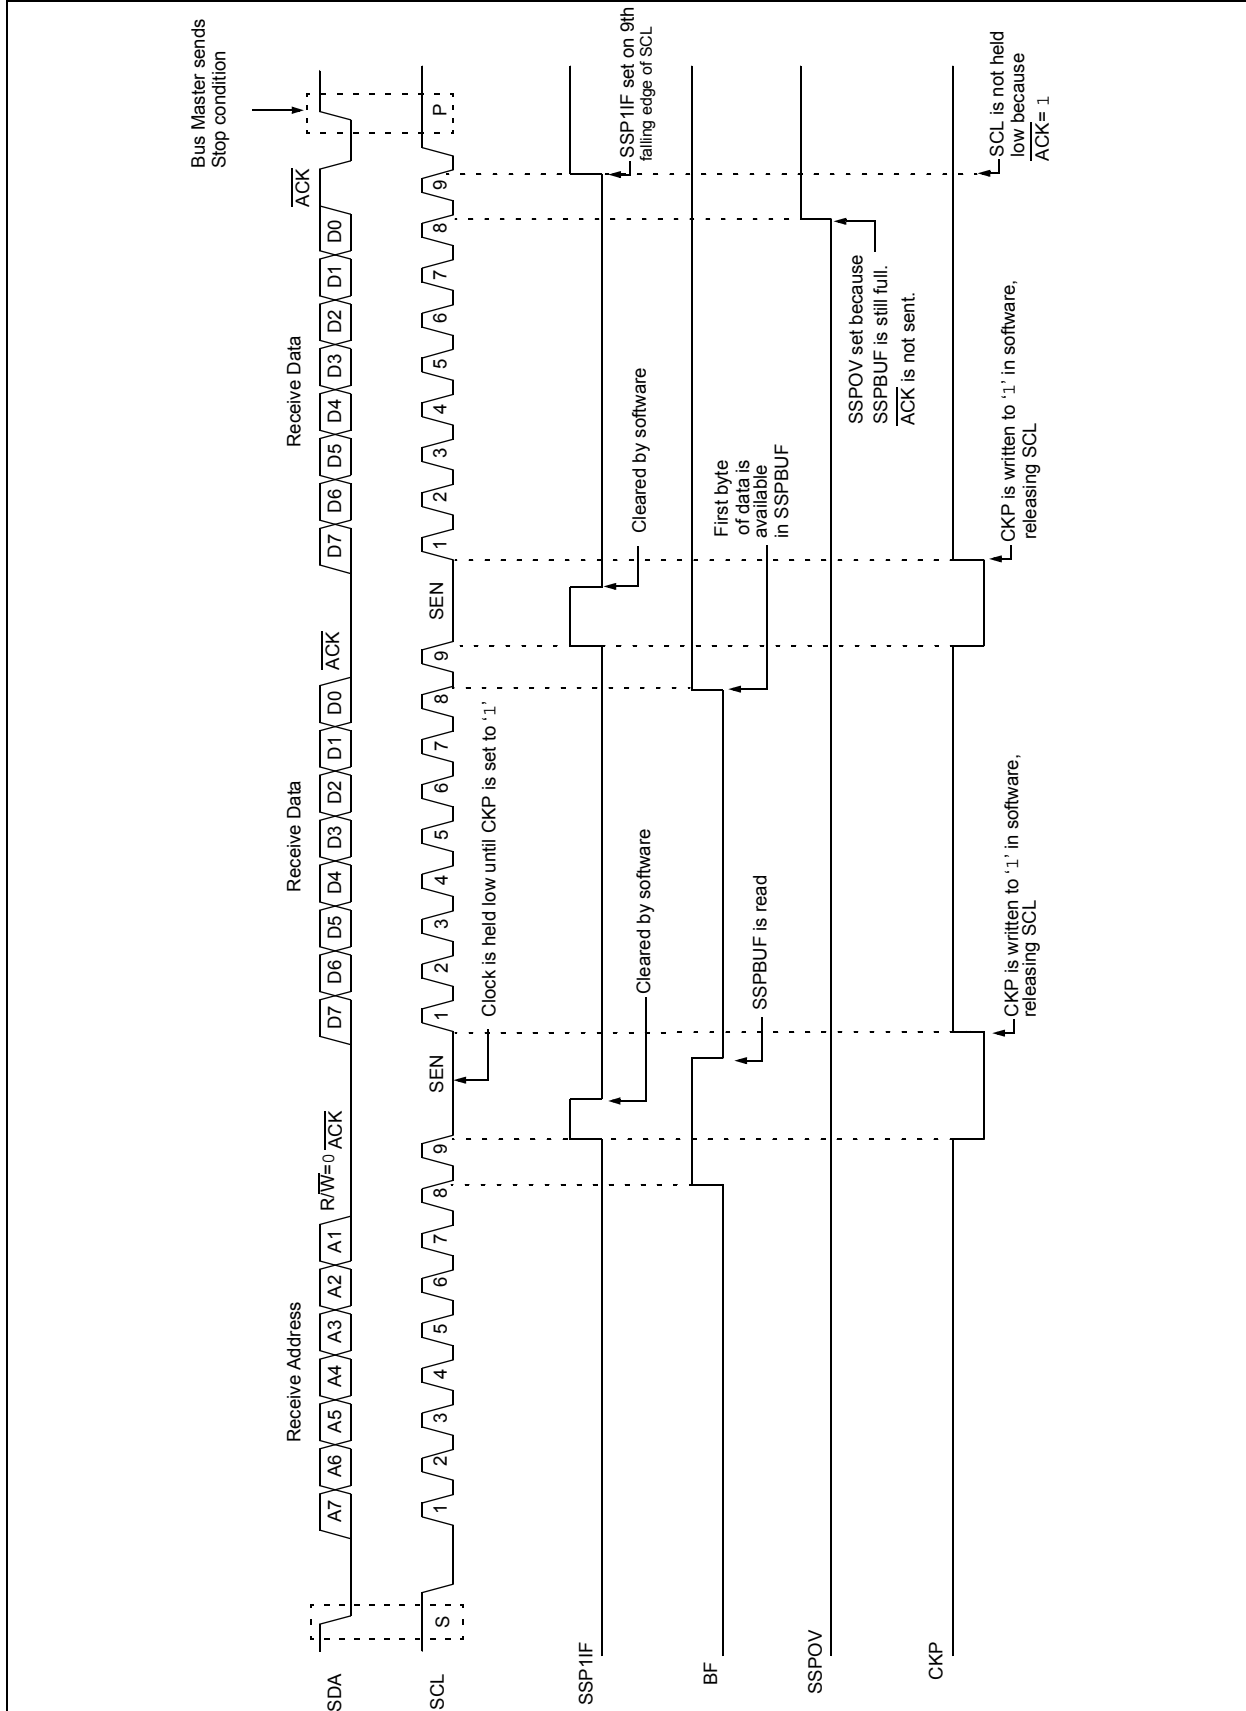 Bus Master sends
Stop condition
Receive Address
Receive Data
Receive Data
SDA
A7
A6
A5
A4
A3
A2
A1
R/W=0
ACK
D7
D6
D5
D4
D3
D2
D1
D0
ACK
D7
D6
D5
D4
D3
D2
D1
D0
ACK
SCL
S
1
2
3
4
5
6
7
8
9
SEN
1
2
3
4
5
6
7
8
9
SEN
1
2
3
4
5
6
7
8
9
P
Clock is held low until CKP is set to ‘1’
SSP1IF
Cleared by software
Cleared by software
SSP1IF set on 9th
falling edge of SCL
BF
SSPBUF is read
First byte
of data is
available
in SSPBUF
SSPOV
SSPOV set because
SSPBUF is still full.
ACK is not sent.
CKP
CKP is written to ‘1’ in software,
releasing SCL
CKP is written to ‘1’ in software,
releasing SCL
SCL is not held
low because
ACK= 1